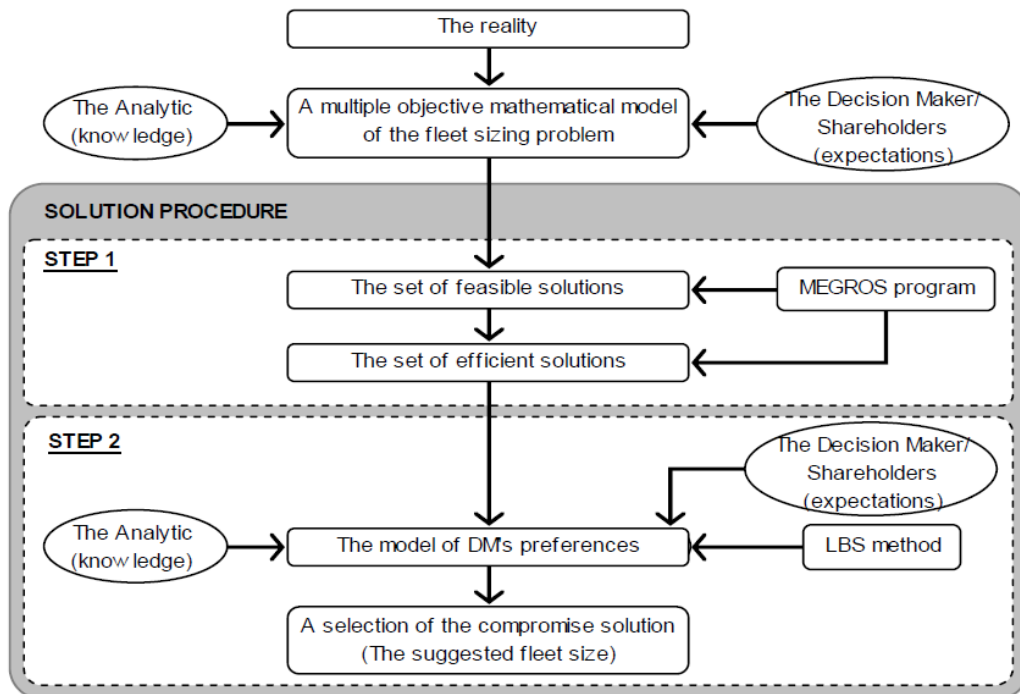 The reality
The Analytic
(know ledge)
A multiple objective mathematical model
of the fleet sizing problem
The Decision Maker/
Shareholders
(expectations)
SOLUTION PROCEDURE
STEP 1
The set of feasible solutions
MEGROS program
The set of efficient solutions
STEP 2
The Decision Maker/
Shareholders
(expectations)
The Analytic
(know ledge)
The model of DM's preferences
LBS method
A selection of the compromise solution
(The suggested fleet size)